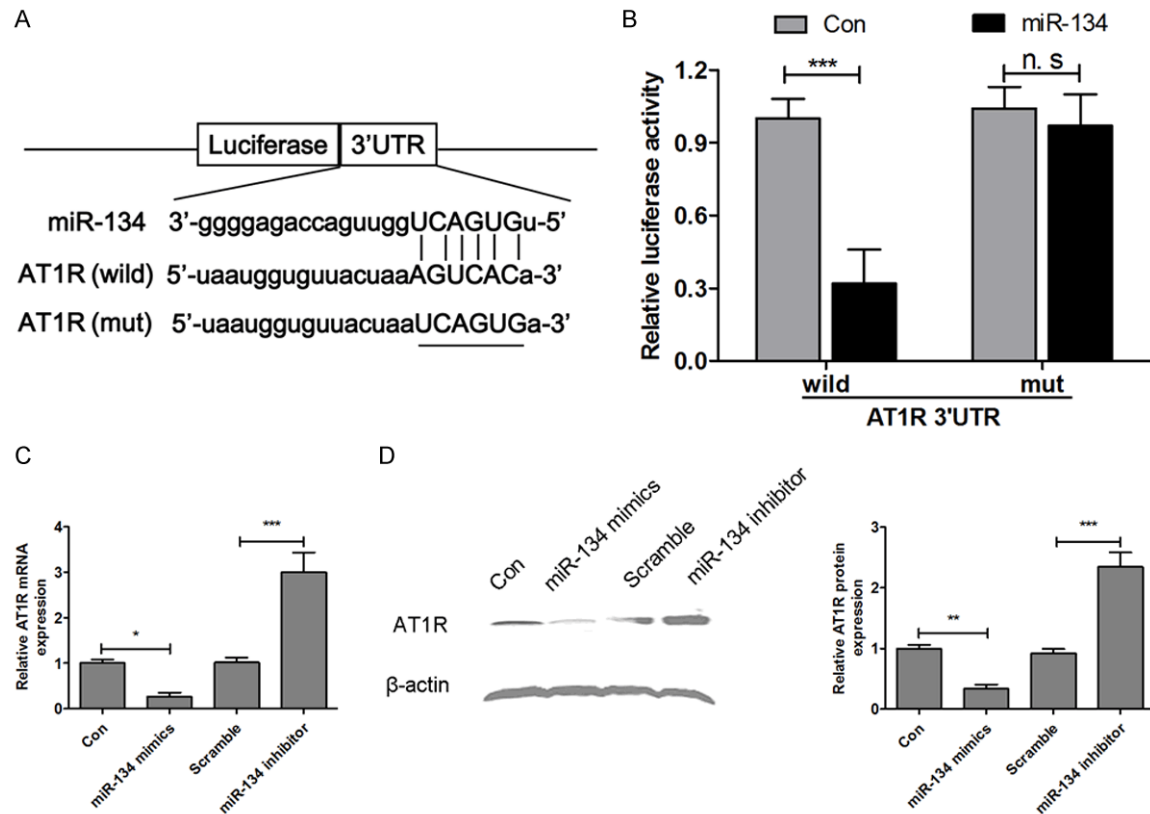 A
Luciferase 3'UTR
miR-134 3'-ggggagaccaguuggUCAGUGu-5'
AT1R (wild) 5'-uaaugguguuacuaaAGUCACa-3'
AT1R (mut) 5'-uaaugguguuacuaaUCAGUGa-3'
B
Con miR-134
Relative luciferase activity
1.2
0.9
0.6
0.3
0.0
***
n. s
wild mut
AT1R 3'UTR
C
Relative AT1R mRNA
expression
4
3
2
1
0
*
***
Con
miR-134 mimics
Scramble
miR-134 inhibitor
D
Con
miR-134 mimics
Scramble
miR-134 inhibitor
AT1R
β-actin
Relative AT1R protein
expression
3
2
1
0
**
***
Con
miR-134 mimics
Scramble
miR-134 inhibitor